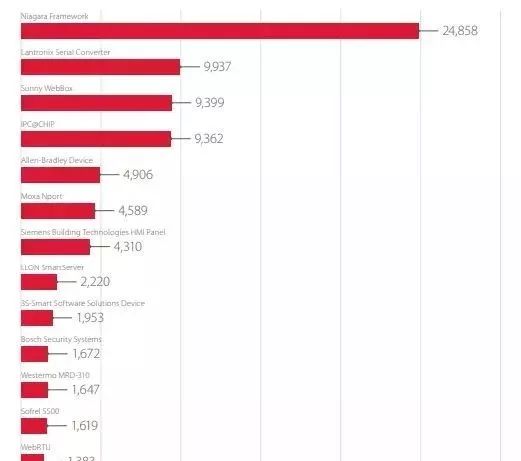 Niagara Framework
24,858
Lantronix Serial Converter
9,937
Sunny WebBox
9,399
IPC@CHIP
9,362
Allen-Bradley Device
4,906
Moxa Nport
4,589
Siemens Building Technologies HMI Panel
4,310
i.LON SmartServer
2,220
3S-Smart Software Solutions Device
1,953
Bosch Security Systems
1,672
Westermo MRD-310
1,647
Sofrel S500
1,619
WebRTU
1,383